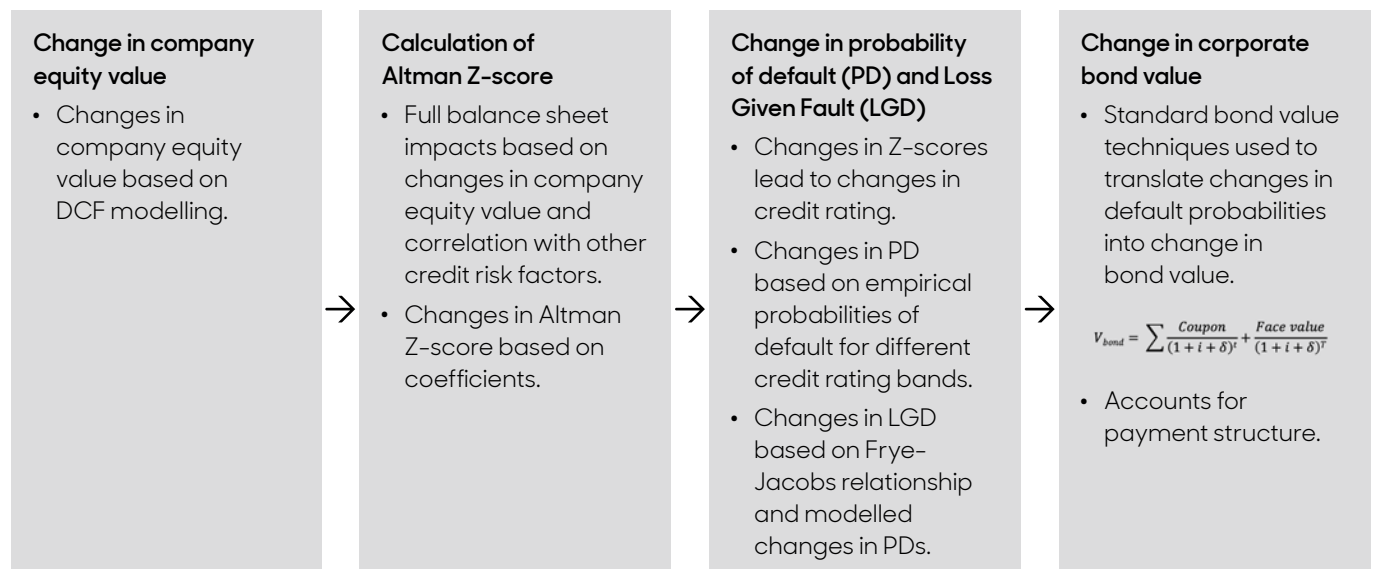 Change in company
equity value
• Changes in
company equity
value based on
DCF modelling.
→
Calculation of
Altman Z-score
• Full balance sheet
impacts based on
changes in company
equity value and
correlation with other
credit risk factors.
• Changes in Altman
Z-score based on
coefficients.
→
Change in probability
of default (PD) and Loss
Given Fault (LGD)
• Changes in Z-scores
lead to changes in
credit rating.
• Changes in PD
based on empirical
probabilities of
default for different
credit rating bands.
• Changes in LGD
based on Frye-
Jacobs relationship
and modelled
changes in PDs.
→
Change in corporate
bond value
• Standard bond value
techniques used to
translate changes in
default probabilities
into change in
bond value.
V_bond = ∑ Coupon/(1 + i + δ)^t + Face value/(1 + i + δ)^T
• Accounts for
payment structure.